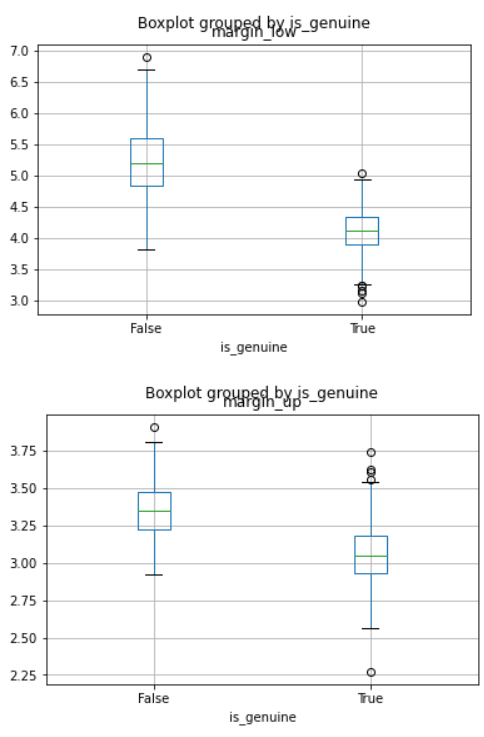 Boxplot grouped by is_genuine
margin_low
7.0
6.5
6.0
5.5
5.0
4.5
4.0
3.5
3.0
False True
is_genuine
Boxplot grouped by is_genuine
margin_up
3.75
3.50
3.25
3.00
2.75
2.50
2.25
False True
is_genuine